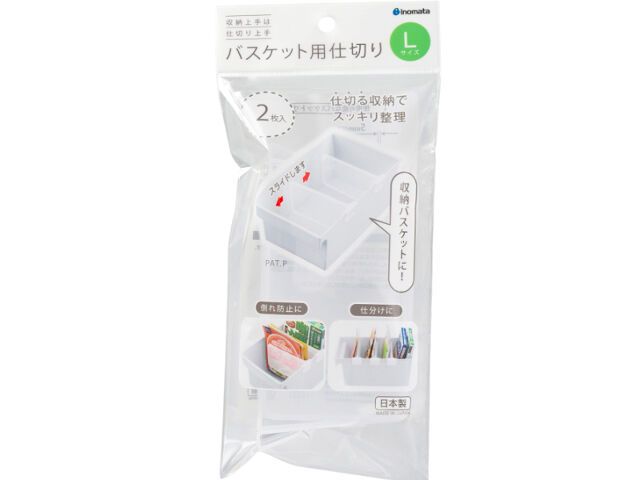 inomata
収納上手は
仕切り上手
バスケット用仕切り
L
サイズ
2枚入
仕切る収納で
スッキリ整理
スライドします
収納バスケットに！
PAT.P
倒れ防止に
仕分けに
日本製
MADE IN JAPAN